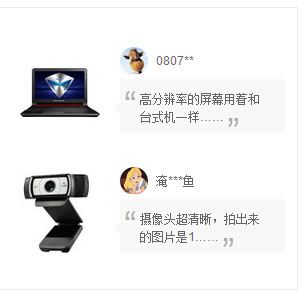 0807**
“ 高分辨率的屏幕用着和
台式机一样...... ”
淹***鱼
“ 摄像头超清晰，拍出来
的图片是1...... ”